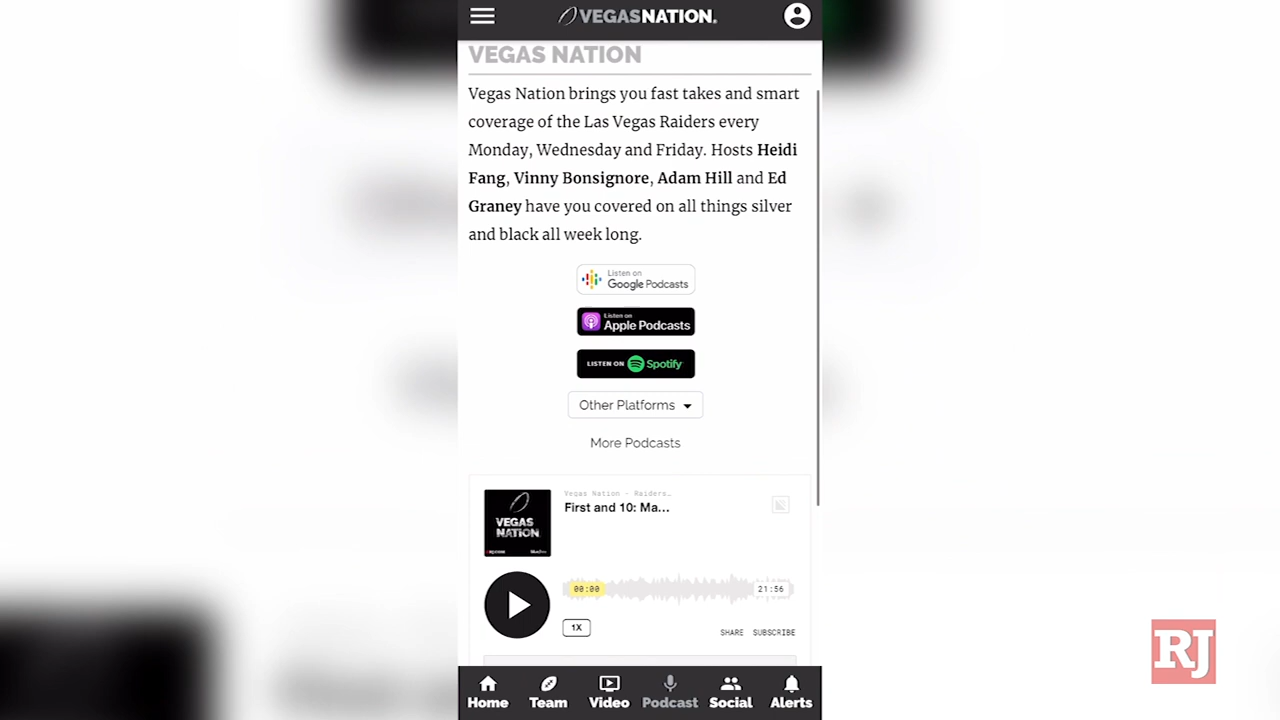 VEGASNATION.
VEGAS NATION
Vegas Nation brings you fast takes and smart
coverage of the Las Vegas Raiders every
Monday, Wednesday and Friday. Hosts Heidi
Fang, Vinny Bonsignore, Adam Hill and Ed
Graney have you covered on all things silver
and black all week long.
Listen on
Google Podcasts
Listen on
Apple Podcasts
LISTEN ON Spotify
Other Platforms
More Podcasts
Vegas Nation - Raiders…
First and 10: Ma...
VEGAS
NATION
00:00
21:56
1X
SHARE SUBSCRIBE
RJ
Home Team Video Podcast Social Alerts